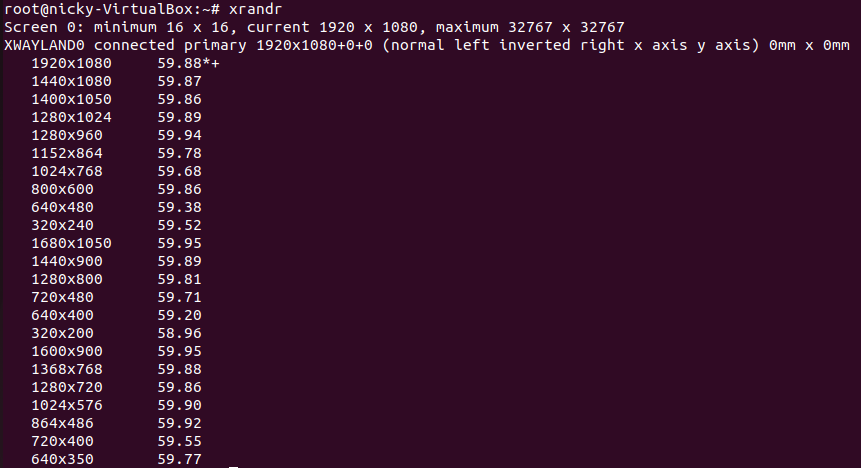 root@nicky-VirtualBox:~# xrandr
Screen 0: minimum 16 x 16, current 1920 x 1080, maximum 32767 x 32767
XWAYLAND0 connected primary 1920x1080+0+0 (normal left inverted right x axis y axis) 0mm x 0mm
   1920x1080     59.88*+
   1440x1080     59.87
   1400x1050     59.86
   1280x1024     59.89
   1280x960      59.94
   1152x864      59.78
   1024x768      59.68
   800x600       59.86
   640x480       59.38
   320x240       59.52
   1680x1050     59.95
   1440x900      59.89
   1280x800      59.81
   720x480       59.71
   640x400       59.20
   320x200       58.96
   1600x900      59.95
   1368x768      59.88
   1280x720      59.86
   1024x576      59.90
   864x486       59.92
   720x400       59.55
   640x350       59.77